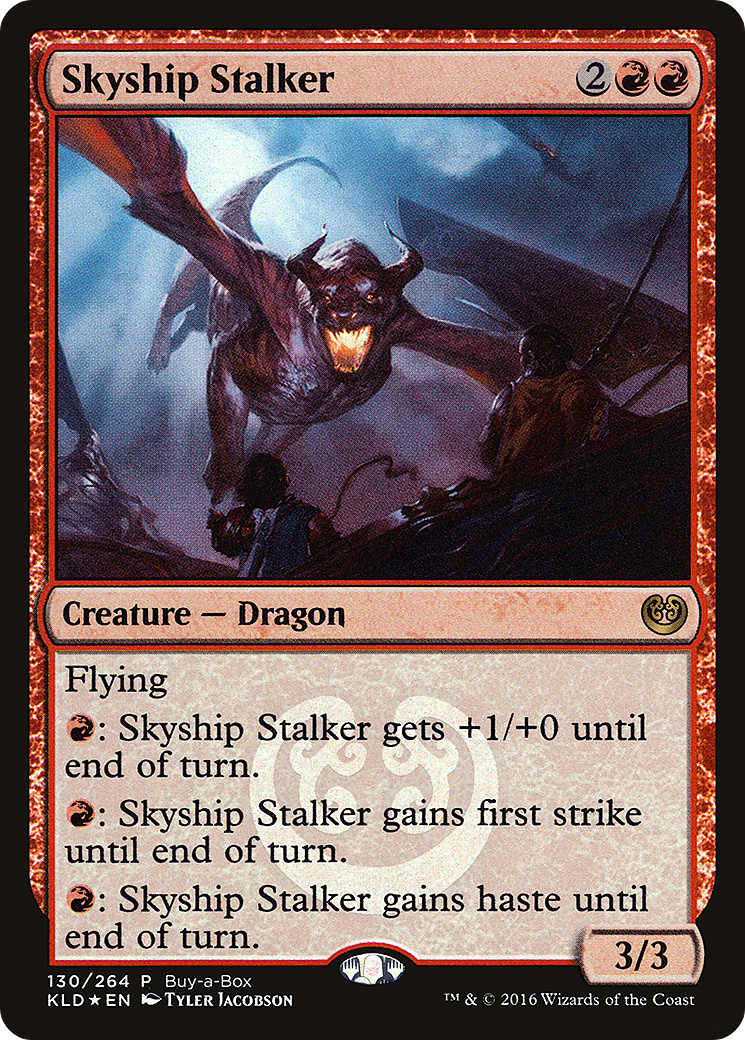 Skyship Stalker 2
Creature — Dragon
Flying
: Skyship Stalker gets +1/+0 until
end of turn.
: Skyship Stalker gains first strike
until end of turn.
: Skyship Stalker gains haste until
end of turn.
3/3
130/264 P Buy-a-Box
KLD★EN Tyler Jacobson
™ & © 2016 Wizards of the Coast